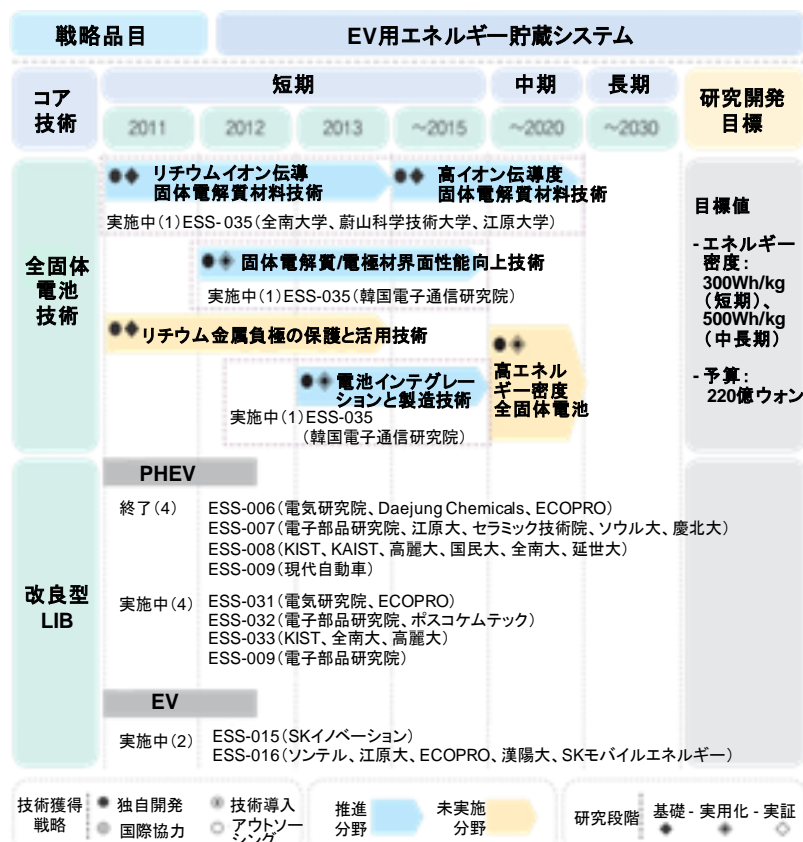 戦略品目
EV用エネルギー貯蔵システム
コア
技術
短期
中期
長期
研究開発
目標
2011
2012
2013
～2015
～2020
～2030
全固体
電池
技術
リチウムイオン伝導
固体電解質材料技術
高イオン伝導度
固体電解質材料技術
実施中(1)ESS-035(全南大学、蔚山科学技術大学、江原大学)
固体電解質/電極材界面性能向上技術
実施中(1)ESS-035(韓国電子通信研究院)
リチウム金属負極の保護と活用技術
電池インテグレー
ションと製造技術
実施中(1)ESS-035
(韓国電子通信研究院)
高エネル
ギー密度
全固体電池
目標値
-エネルギー
密度:
300Wh/kg
(短期)、
500Wh/kg
(中長期)
-予算:
220億ウォン
改良型
LIB
PHEV
終了(4)
ESS-006(電気研究院、Daejung Chemicals、ECOPRO)
ESS-007(電子部品研究院、江原大、セラミック技術院、ソウル大、慶北大)
ESS-008(KIST、KAIST、高麗大、国民大、全南大、延世大)
ESS-009(現代自動車)
実施中(4)
ESS-031(電気研究院、ECOPRO)
ESS-032(電子部品研究院、ポスコケムテック)
ESS-033(KIST、全南大、高麗大)
ESS-009(電子部品研究院)
EV
実施中(2)
ESS-015(SKイノベーション)
ESS-016(ソンテル、江原大、ECOPRO、漢陽大、SKモバイルエネルギー)
技術獲得
戦略
独自開発
技術導入
国際協力
アウトソー
シング
推進
分野
未実施
分野
研究段階
基礎 - 実用化 - 実証